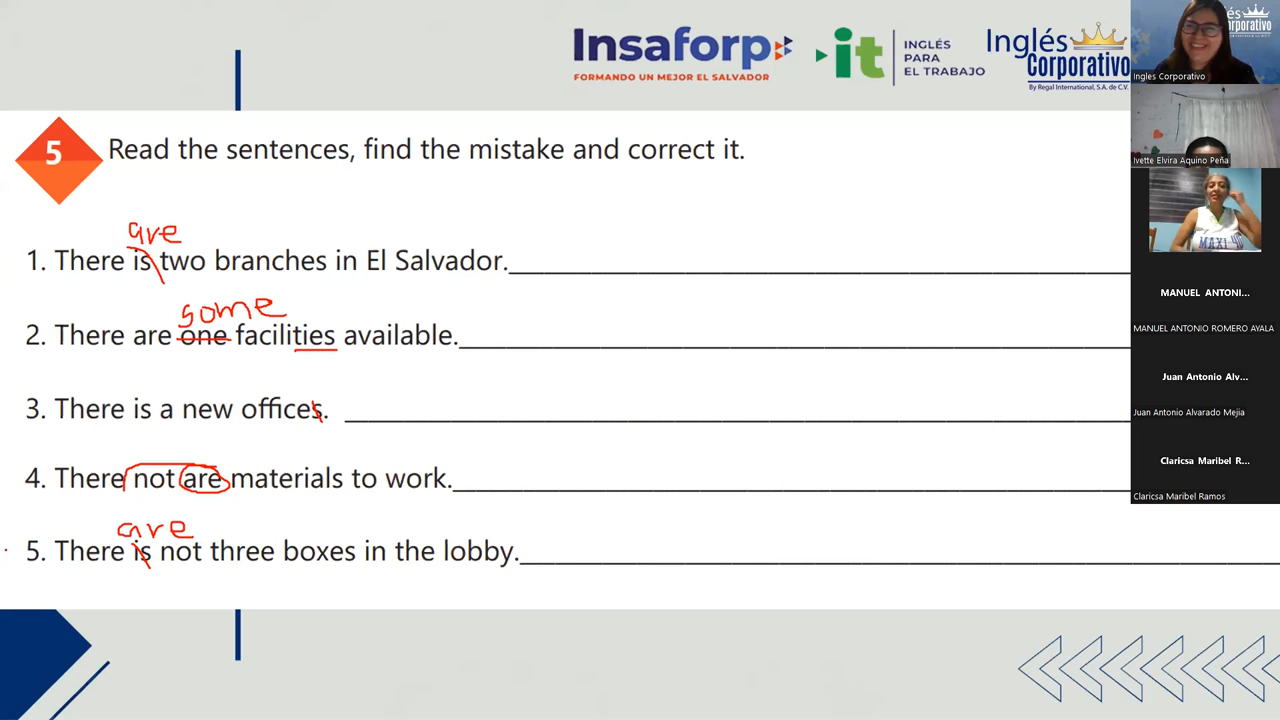 Insaforp
FORMANDO UN MEJOR EL SALVADOR
it
INGLÉS
PARA
EL TRABAJO
Inglés
Corporativo
By Regal International, S.A. de C.V.
és
rporativo
Ingles Corporativo
5
Read the sentences, find the mistake and correct it.
Ivette Elvira Aquino Peña
are
1. There is two branches in El Salvador.
MAXI 40
some
2. There are one facilities available.
MANUEL ANTONI...
MANUEL ANTONIO ROMERO AYALA
Juan Antonio Alv...
Juan Antonio Alvarado Mejia
3. There is a new offices.
Claricsa Maribel R...
Claricsa Maribel Ramos
4. There not are materials to work.
are
5. There is not three boxes in the lobby.